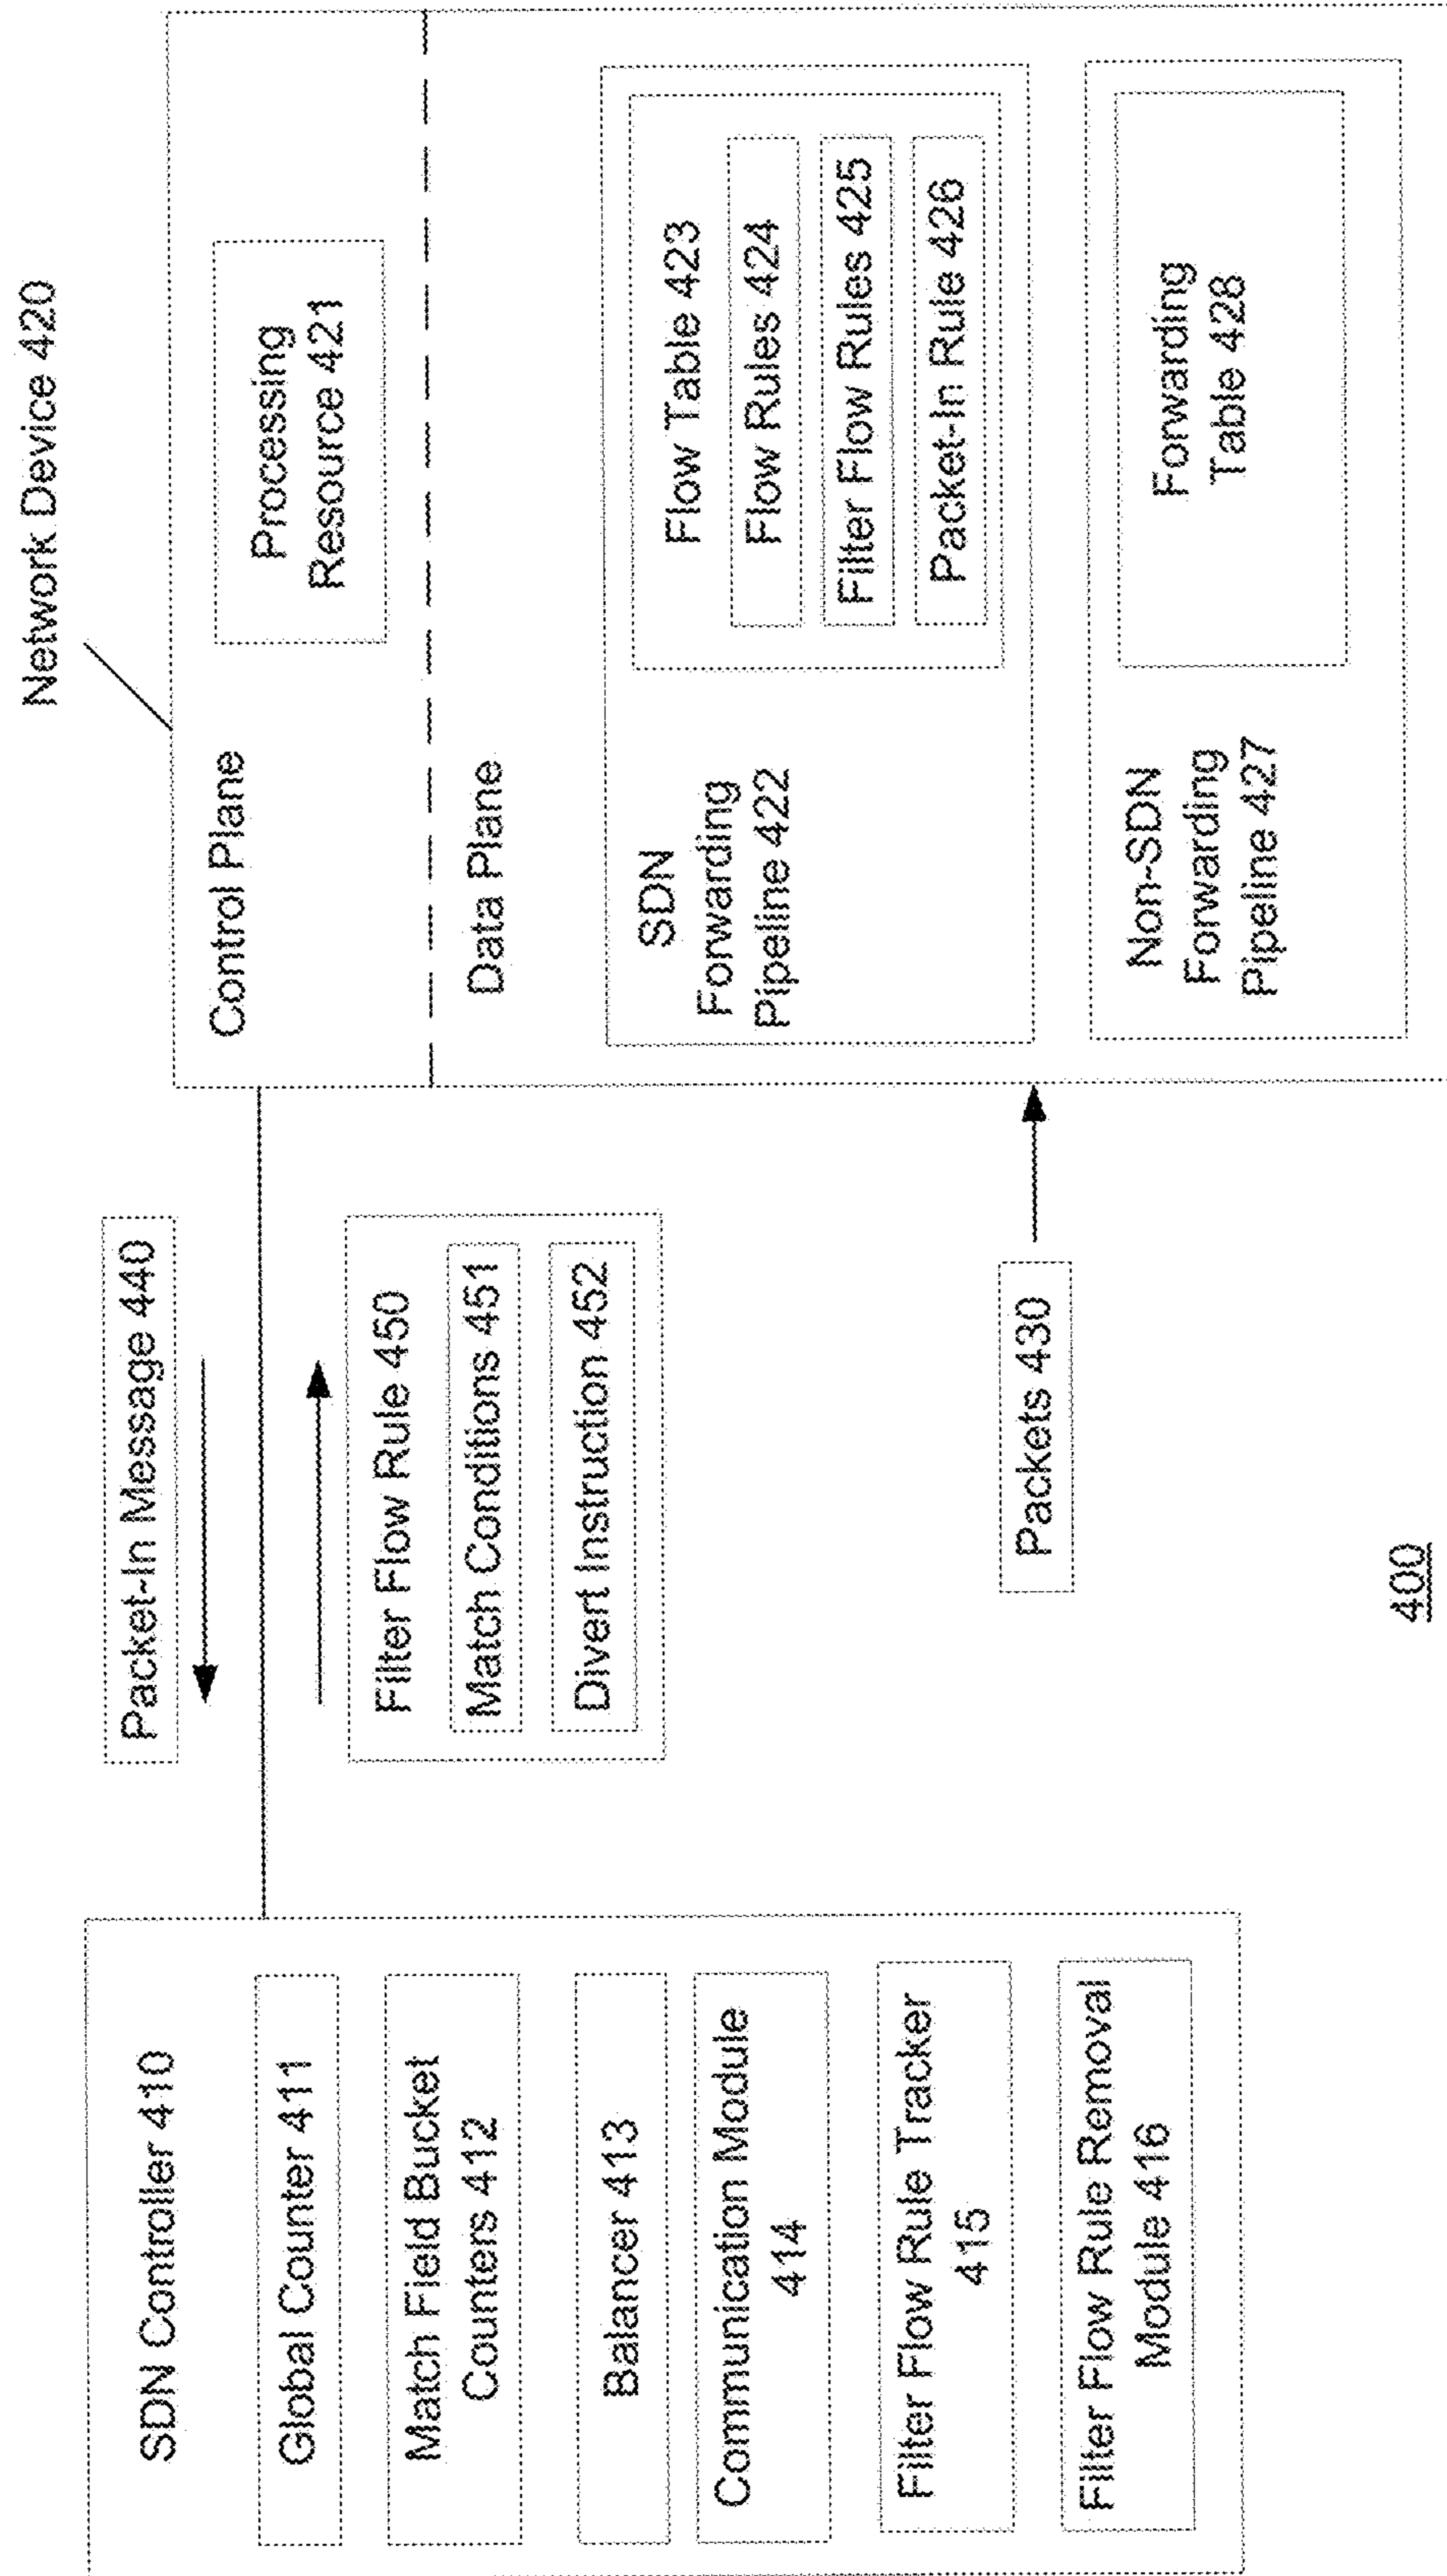 SDN Controller 410
Global Counter 411
Match Field Bucket
Counters 412
Balancer 413
Communication Module
414
Filter Flow Rule Tracker
415
Filter Flow Rule Removal
Module 416
Packet-In Message 440
Filter Flow Rule 450
Match Conditions 451
Divert Instruction 452
Packets 430
Network Device 420
Control Plane
Processing
Resource 421
Data Plane
SDN
Forwarding
Pipeline 422
Flow Table 423
Flow Rules 424
Filter Flow Rules 425
Packet-In Rule 426
Non-SDN
Forwarding
Pipeline 427
Forwarding
Table 428
400